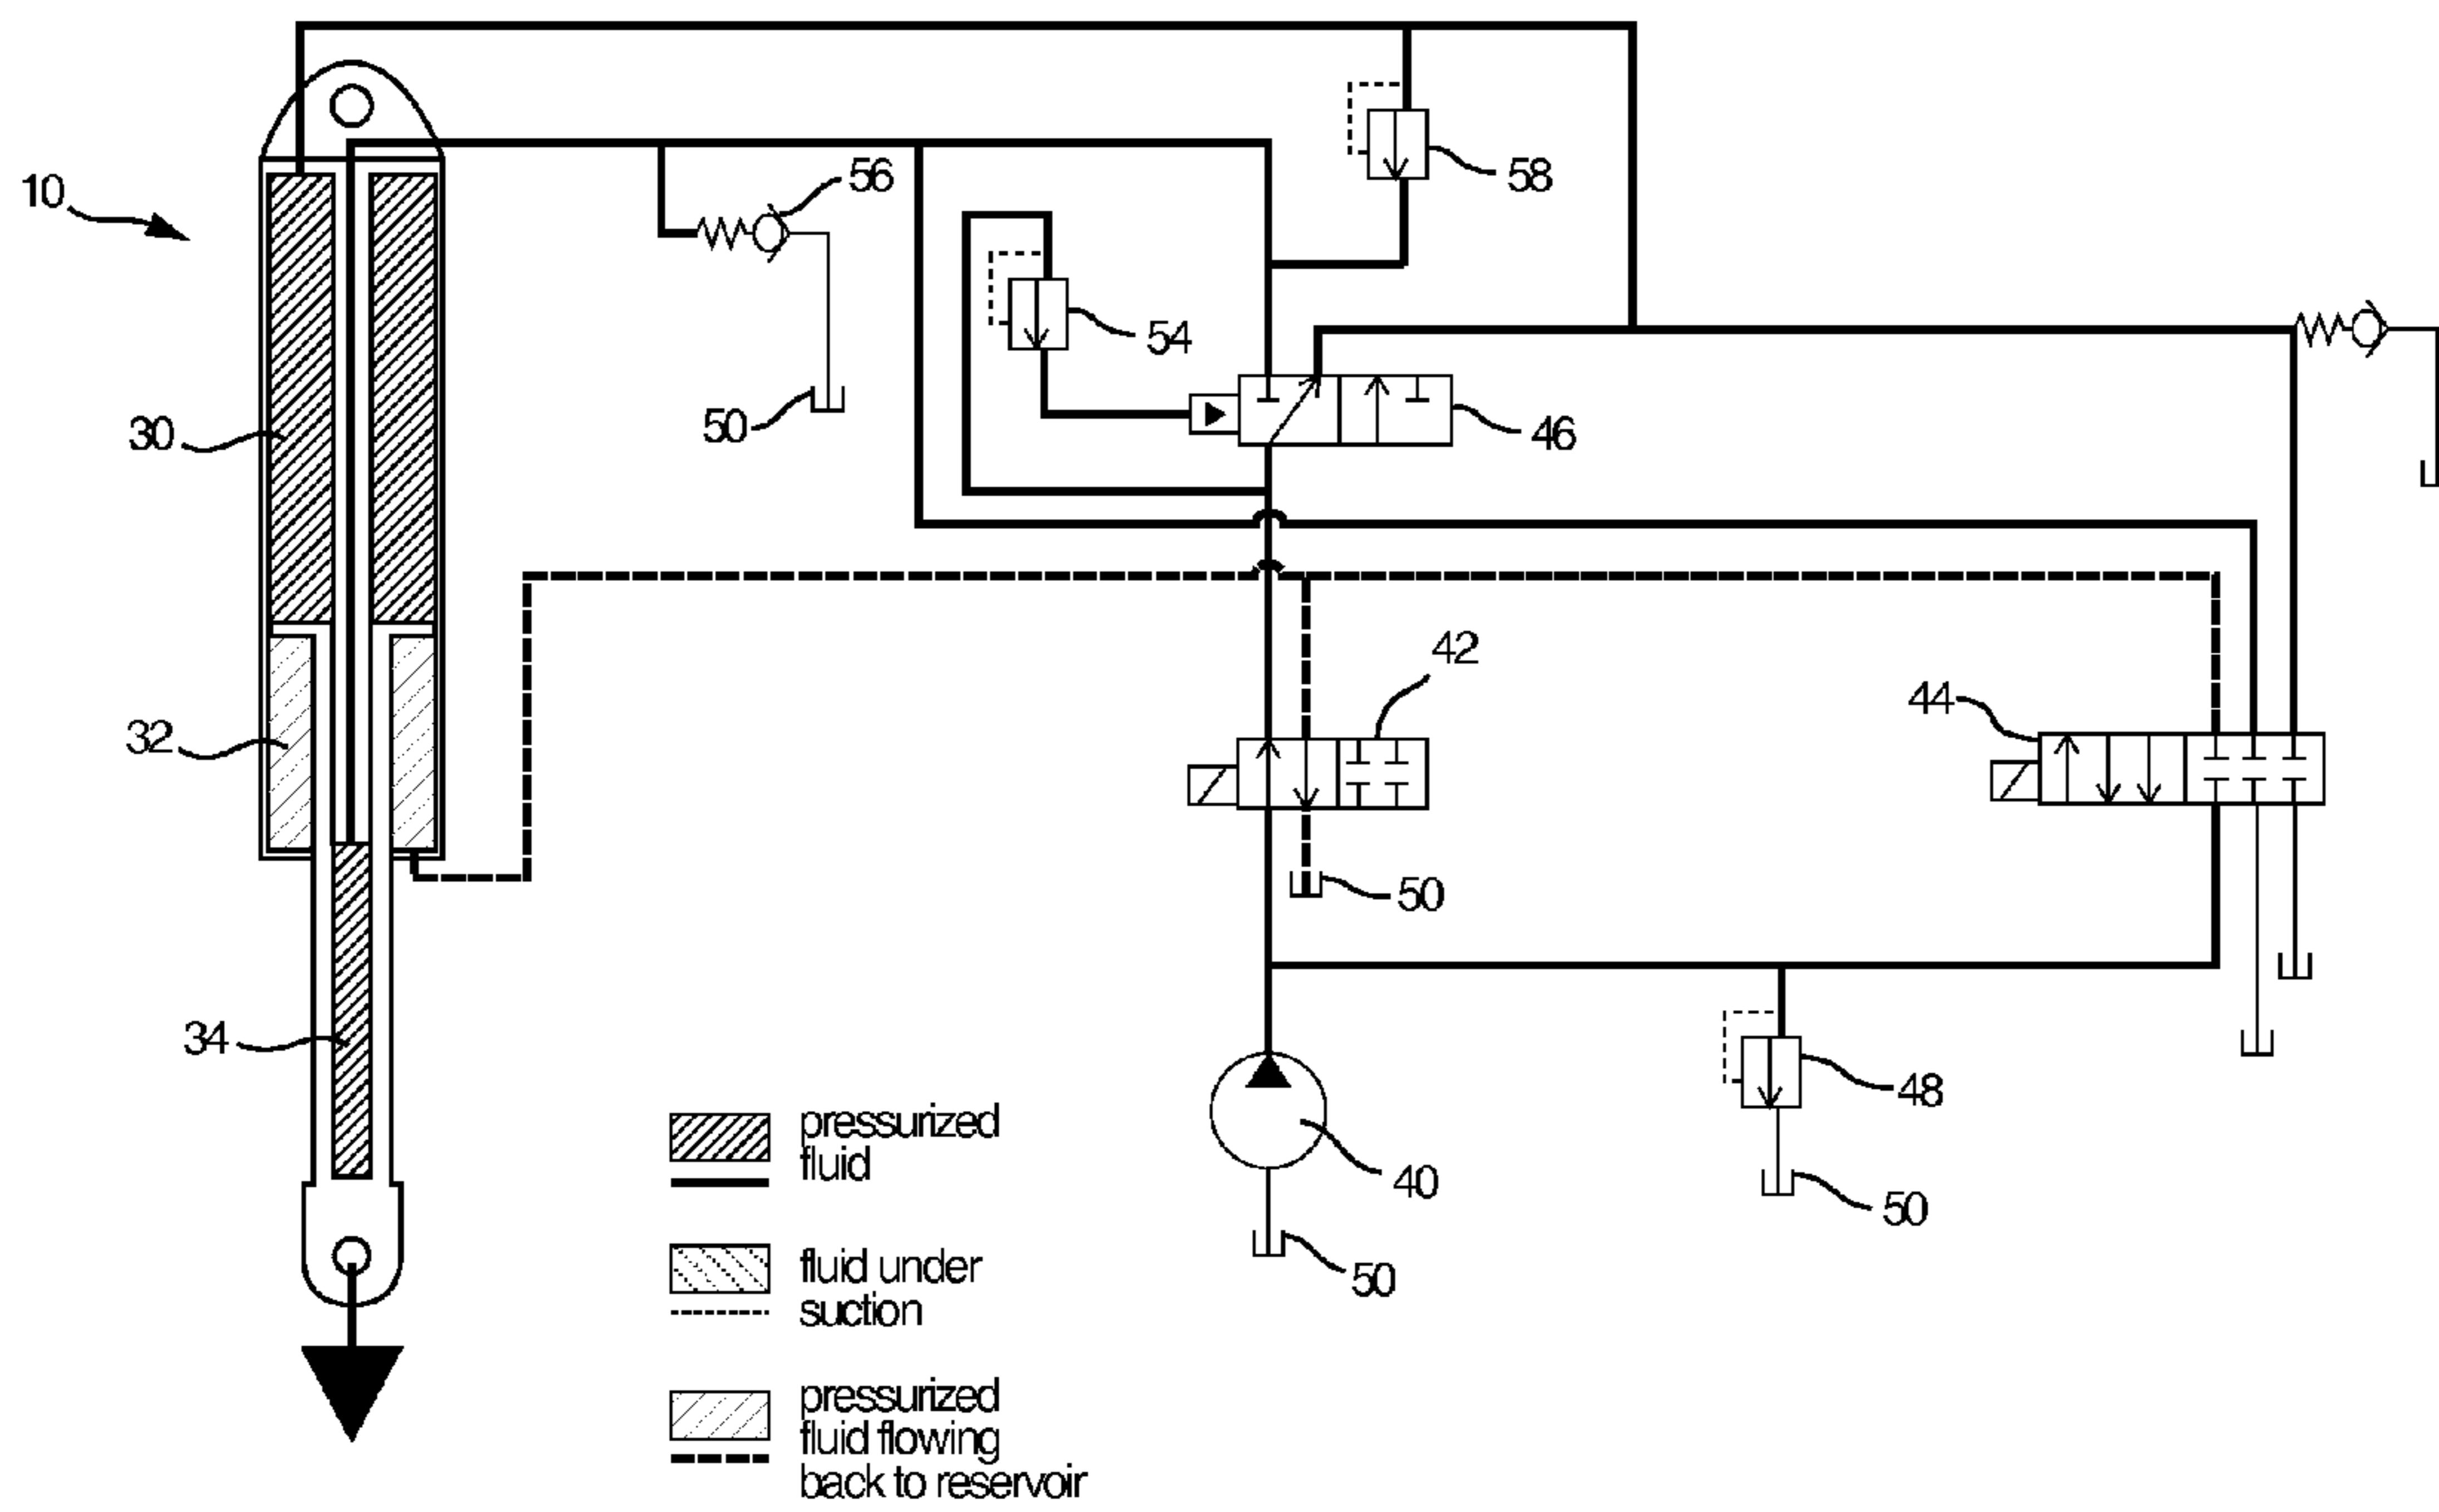 10
56
58
54
50
46
30
42
44
32
50
34
48
40
50
50
pressurized
fluid
fluid under
suction
pressurized
fluid flowing
back to reservoir